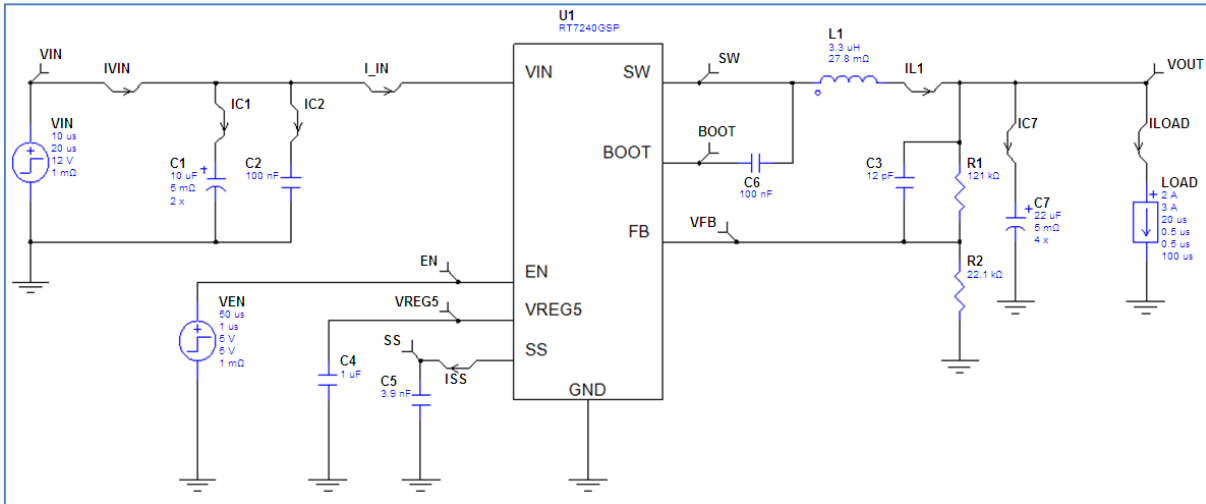 U1
RT7240GSP
VIN
IVIN
I_IN
VIN
SW
SW
L1
3.3 uH
27.8 mΩ
IL1
VOUT
IC1
IC2
VIN
10 us
20 us
12 V
1 mΩ
C1
10 uF
5 mΩ
2 x
C2
100 nF
BOOT
BOOT
C6
100 nF
C3
12 pF
R1
121 kΩ
IC7
ILOAD
C7
22 uF
5 mΩ
4 x
LOAD
2 A
3 A
20 us
0.5 us
0.5 us
100 us
FB
VFB
R2
22.1 kΩ
EN
EN
VEN
50 us
1 us
5 V
5 V
1 mΩ
VREG5
VREG5
SS
SS
ISS
C4
1 uF
C5
3.9 nF
GND